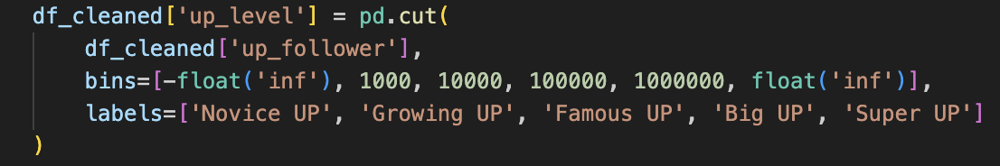 df_cleaned['up_level'] = pd.cut(
    df_cleaned['up_follower'],
    bins=[-float('inf'), 1000, 10000, 100000, 1000000, float('inf')],
    labels=['Novice UP', 'Growing UP', 'Famous UP', 'Big UP', 'Super UP']
)